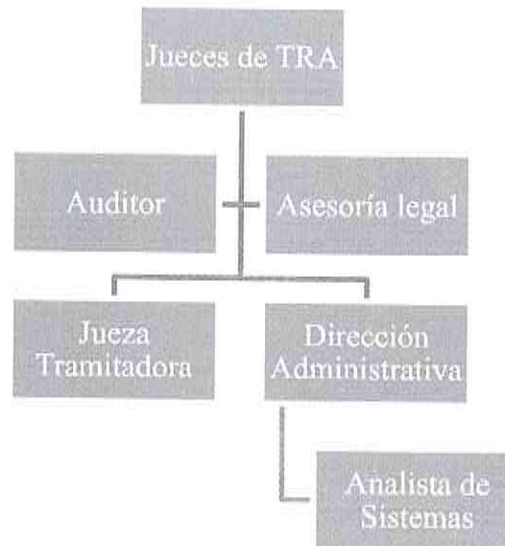 Jueces de TRA
Auditor
Asesoría legal
Jueza
Tramitadora
Dirección
Administrativa
Analista de
Sistemas